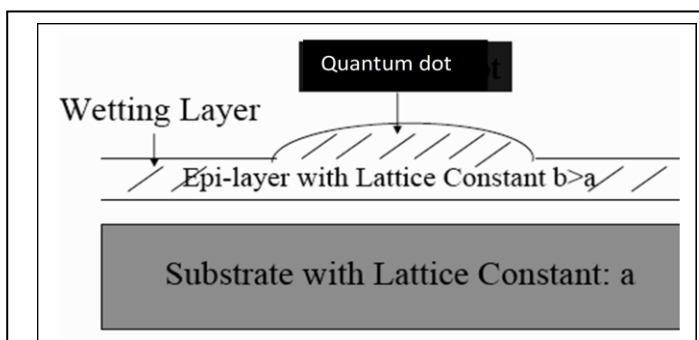 Quantum dot
Wetting Layer
Epi-layer with Lattice Constant b>a
Substrate with Lattice Constant: a